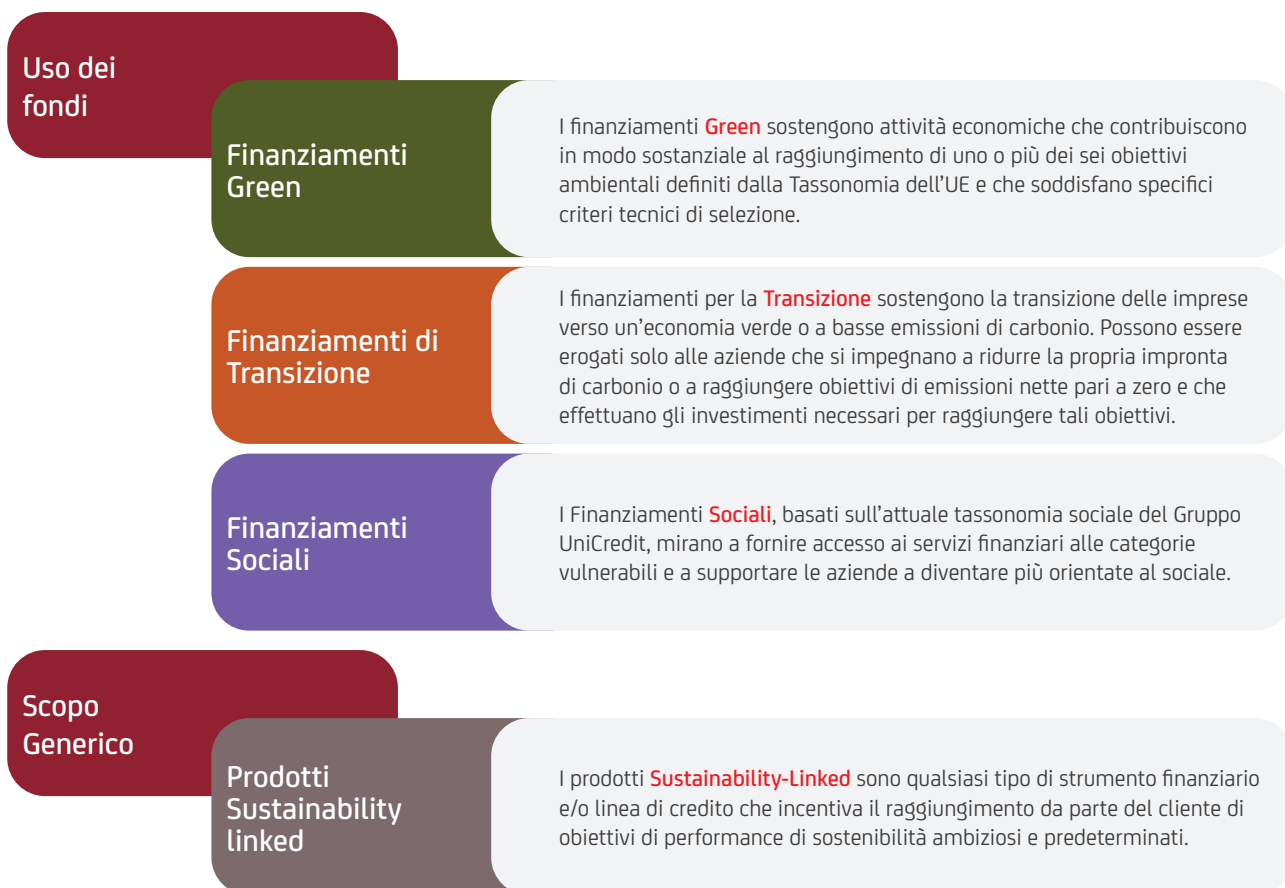 Uso dei
fondi
Finanziamenti
Green
I finanziamenti Green sostengono attività economiche che contribuiscono
in modo sostanziale al raggiungimento di uno o più dei sei obiettivi
ambientali definiti dalla Tassonomia dell'UE e che soddisfano specifici
criteri tecnici di selezione.
Finanziamenti di
Transizione
I finanziamenti per la Transizione sostengono la transizione delle imprese
verso un'economia verde o a basse emissioni di carbonio. Possono essere
erogati solo alle aziende che si impegnano a ridurre la propria impronta
di carbonio o a raggiungere obiettivi di emissioni nette pari a zero e che
effettuano gli investimenti necessari per raggiungere tali obiettivi.
Finanziamenti
Sociali
I Finanziamenti Sociali, basati sull'attuale tassonomia sociale del Gruppo
UniCredit, mirano a fornire accesso ai servizi finanziari alle categorie
vulnerabili e a supportare le aziende a diventare più orientate al sociale.
Scopo
Generico
Prodotti
Sustainability
linked
I prodotti Sustainability-Linked sono qualsiasi tipo di strumento finanziario
e/o linea di credito che incentiva il raggiungimento da parte del cliente di
obiettivi di performance di sostenibilità ambiziosi e predeterminati.